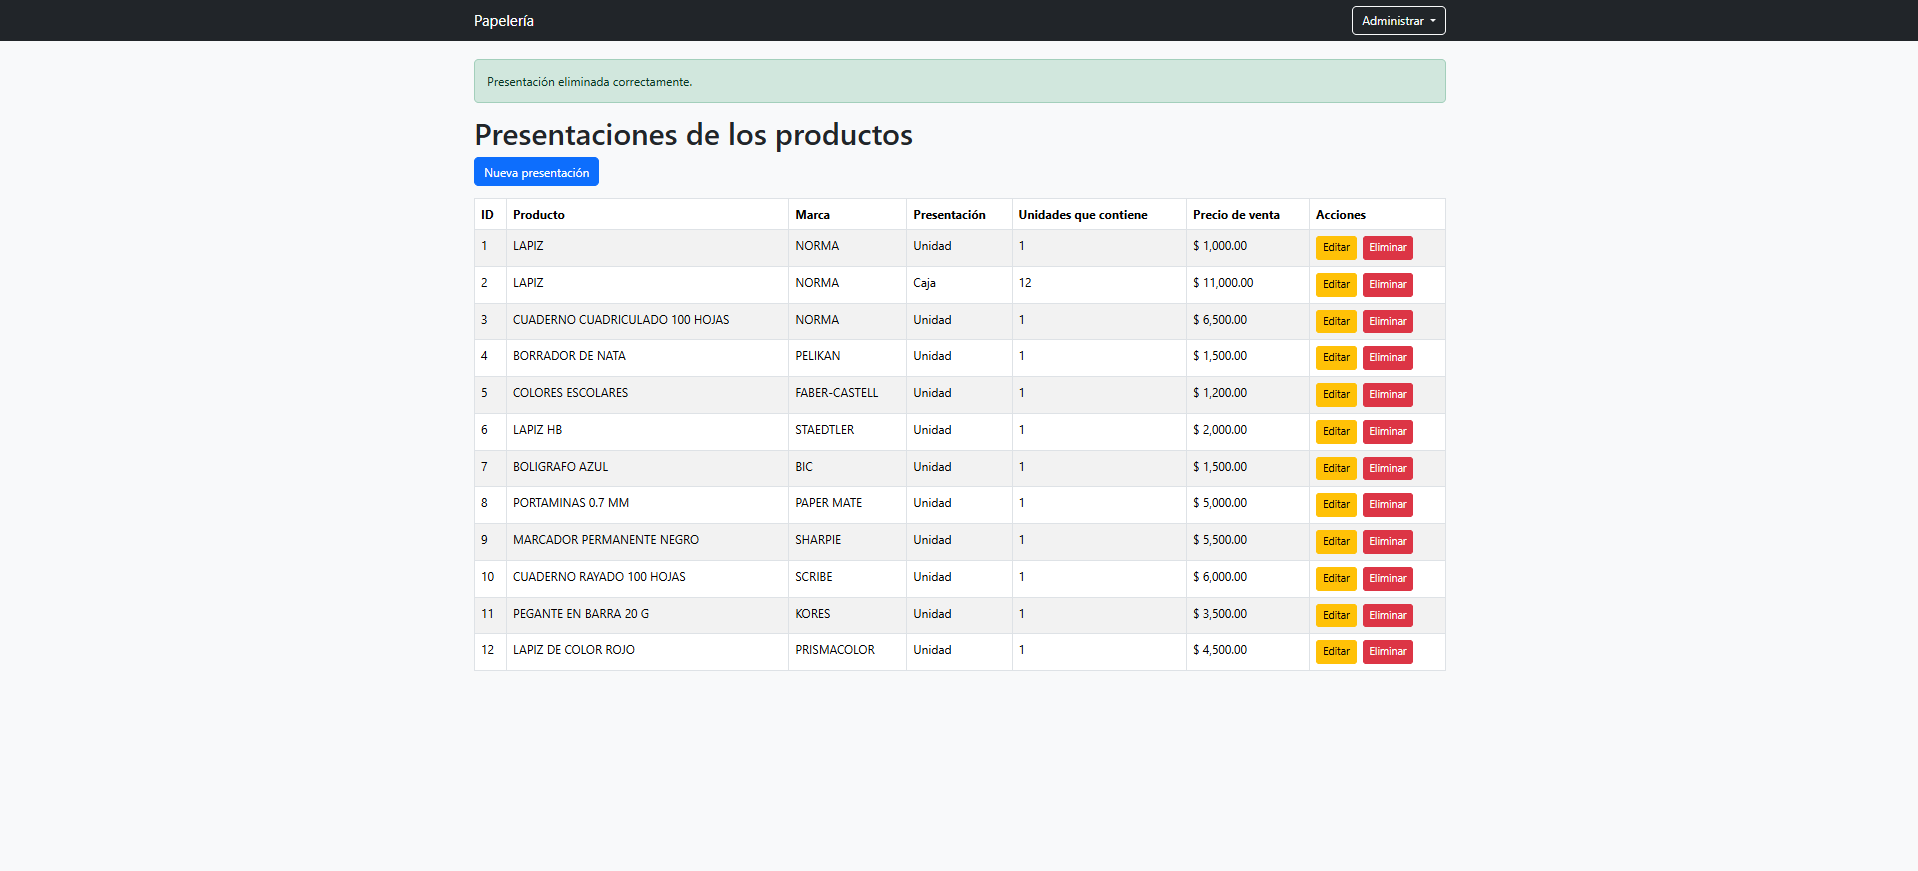 Papelería Administrar
Presentación eliminada correctamente.
Presentaciones de los productos
Nueva presentación
ID Producto Marca Presentación Unidades que contiene Precio de venta Acciones
1 LAPIZ NORMA Unidad 1 $ 1,000.00 Editar Eliminar
2 LAPIZ NORMA Caja 12 $ 11,000.00 Editar Eliminar
3 CUADERNO CUADRICULADO 100 HOJAS NORMA Unidad 1 $ 6,500.00 Editar Eliminar
4 BORRADOR DE NATA PELIKAN Unidad 1 $ 1,500.00 Editar Eliminar
5 COLORES ESCOLARES FABER-CASTELL Unidad 1 $ 1,200.00 Editar Eliminar
6 LAPIZ HB STAEDTLER Unidad 1 $ 2,000.00 Editar Eliminar
7 BOLIGRAFO AZUL BIC Unidad 1 $ 1,500.00 Editar Eliminar
8 PORTAMINAS 0.7 MM PAPER MATE Unidad 1 $ 5,000.00 Editar Eliminar
9 MARCADOR PERMANENTE NEGRO SHARPIE Unidad 1 $ 5,500.00 Editar Eliminar
10 CUADERNO RAYADO 100 HOJAS SCRIBE Unidad 1 $ 6,000.00 Editar Eliminar
11 PEGANTE EN BARRA 20 G KORES Unidad 1 $ 3,500.00 Editar Eliminar
12 LAPIZ DE COLOR ROJO PRISMACOLOR Unidad 1 $ 4,500.00 Editar Eliminar